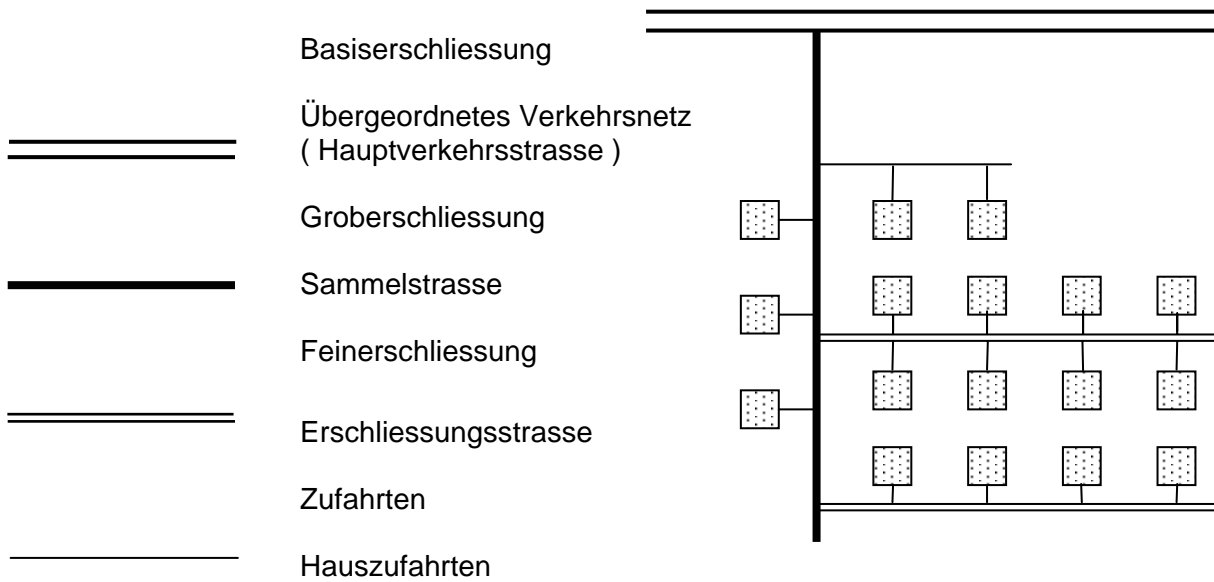 Basiserschliessung
Übergeordnetes Verkehrsnetz
( Hauptverkehrsstrasse )
Groberschliessung
Sammelstrasse
Feinerschliessung
Erschliessungsstrasse
Zufahrten
Hauszufahrten